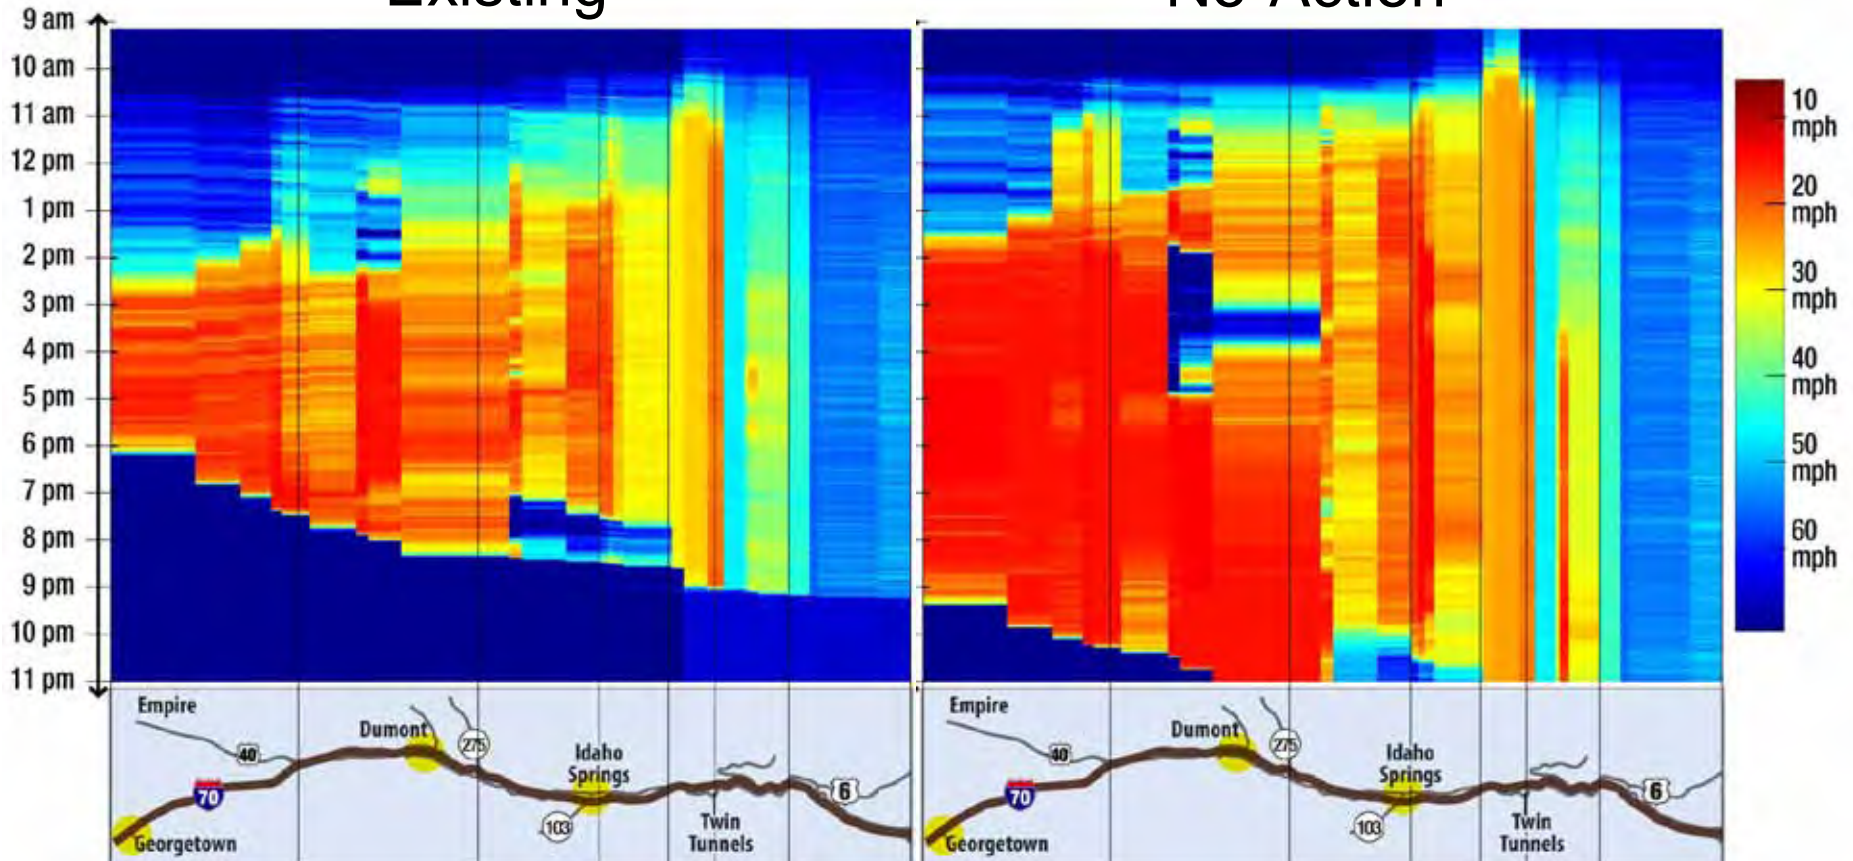 Existing
No-Action
9 am
10 am
11 am
12 pm
1 pm
2 pm
3 pm
4 pm
5 pm
6 pm
7 pm
8 pm
9 pm
10 pm
11 pm
10
mph
20
mph
30
mph
40
mph
50
mph
60
mph
Empire
40
70
Georgetown
Dumont
275
Idaho
Springs
103
Twin
Tunnels
6
Empire
40
70
Georgetown
Dumont
275
Idaho
Springs
103
Twin
Tunnels
6